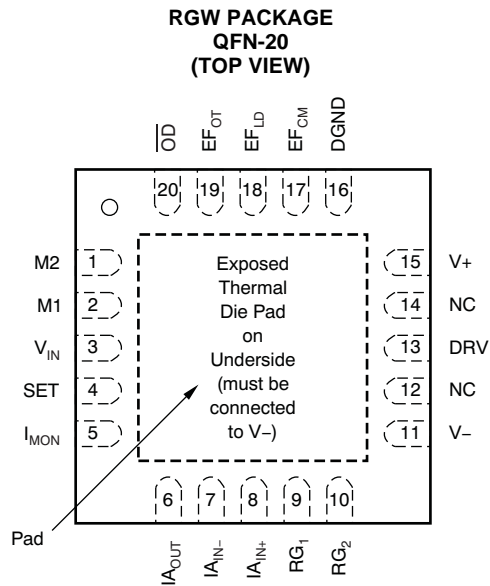 RGW PACKAGE
QFN-20
(TOP VIEW)
OD
EFOT
EFLD
EFCM
DGND
20
19
18
17
16
M2
1
M1
2
VIN
3
SET
4
IMON
5
Exposed
Thermal
Die Pad
on
Underside
(must be
connected
to V−)
15
V+
14
NC
13
DRV
12
NC
11
V−
6
7
8
9
10
Pad
IAOUT
IAIN−
IAIN+
RG1
RG2